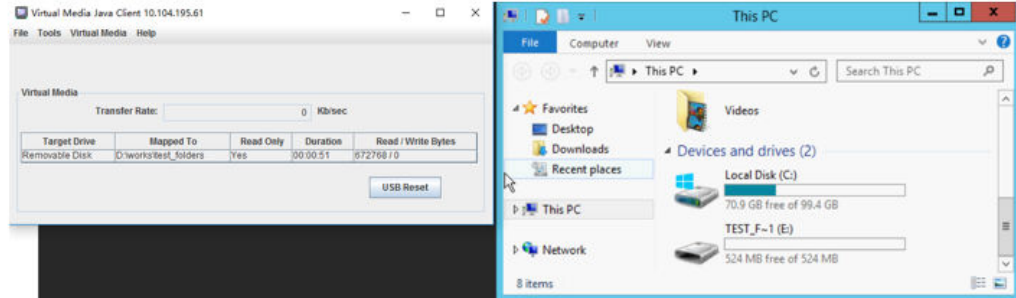 Virtual Media Java Client 10.104.195.61
File Tools Virtual Media Help
Virtual Media
Transfer Rate: 0 Kb/sec
Target Drive Mapped To Read Only Duration Read / Write Bytes
Removable Disk D:\works\test_folders Yes 00:00:51 672768 / 0
USB Reset
This PC
File Computer View
This PC
Search This PC
Favorites
Desktop
Downloads
Recent places
This PC
Network
Videos
Devices and drives (2)
Local Disk (C:)
70.9 GB free of 99.4 GB
TEST_F~1 (E:)
524 MB free of 524 MB
8 items